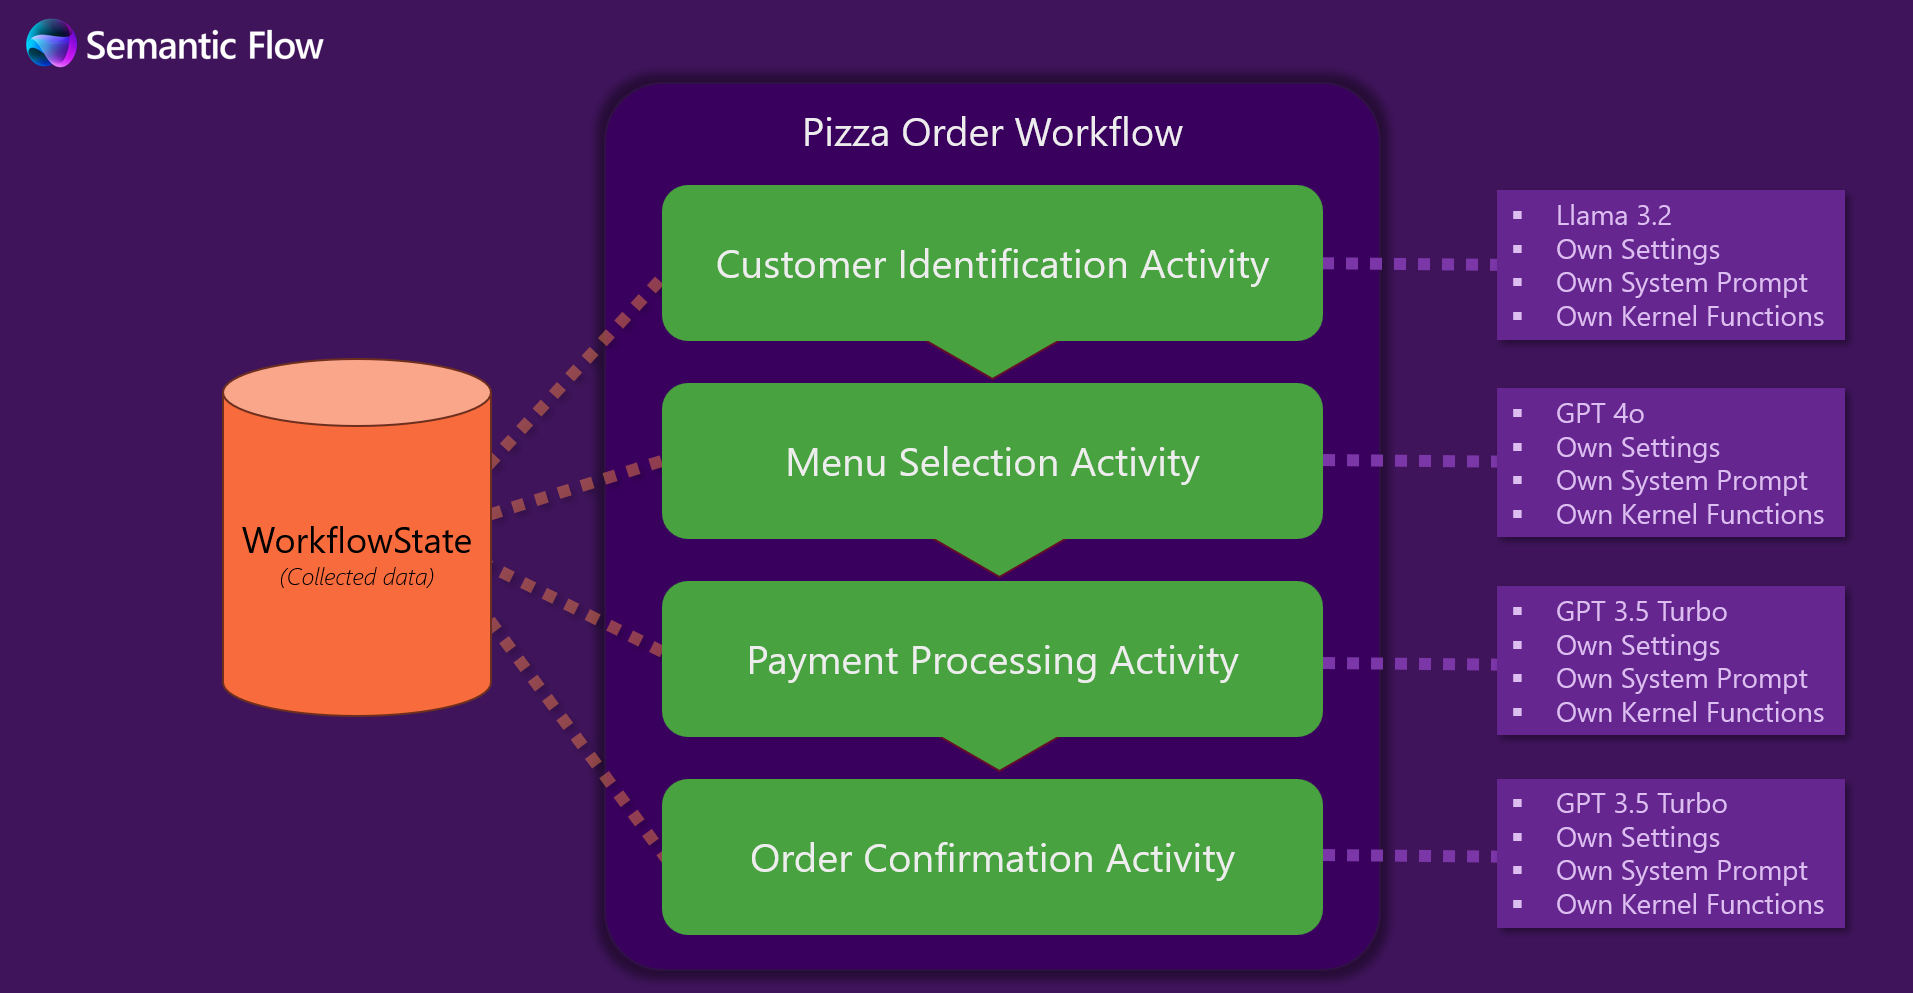 Semantic Flow
Pizza Order Workflow
Customer Identification Activity
Menu Selection Activity
Payment Processing Activity
Order Confirmation Activity
WorkflowState
(Collected data)
▪ Llama 3.2
▪ Own Settings
▪ Own System Prompt
▪ Own Kernel Functions
▪ GPT 4o
▪ Own Settings
▪ Own System Prompt
▪ Own Kernel Functions
▪ GPT 3.5 Turbo
▪ Own Settings
▪ Own System Prompt
▪ Own Kernel Functions
▪ GPT 3.5 Turbo
▪ Own Settings
▪ Own System Prompt
▪ Own Kernel Functions